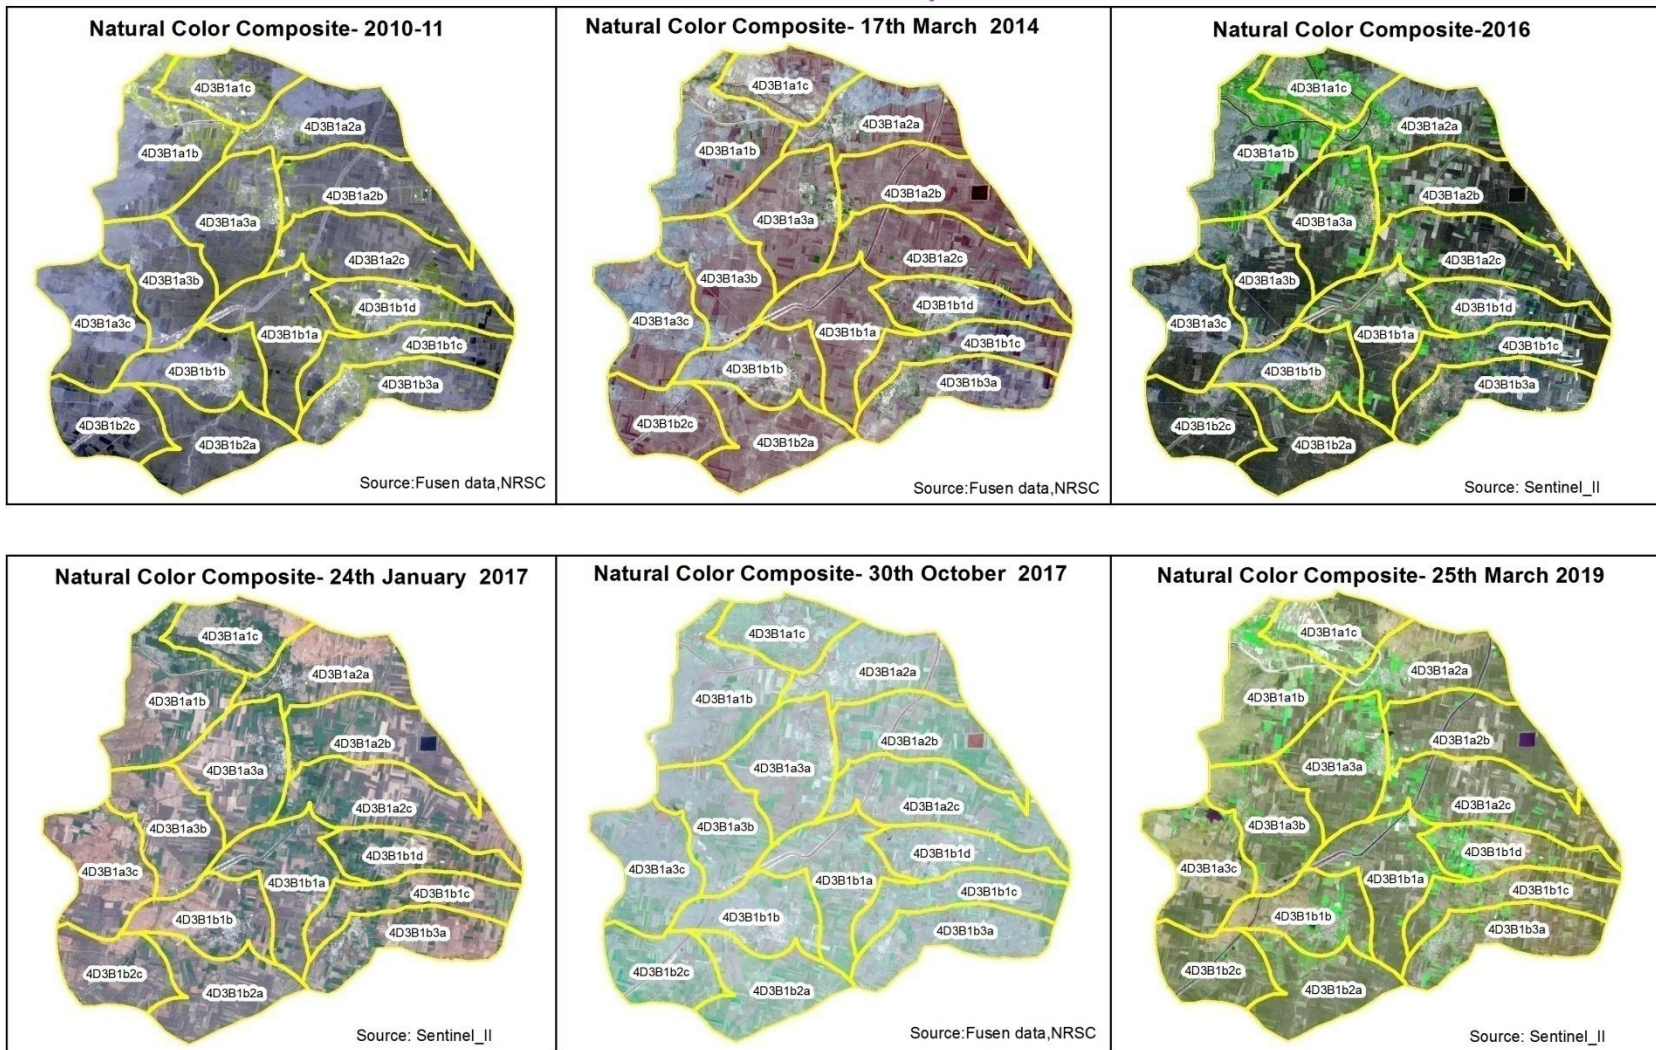 Natural Color Composite- 2010-11
4D3B1a1c
4D3B1a2a
4D3B1a1b
4D3B1a2b
4D3B1a3a
4D3B1a2c
4D3B1a3b
4D3B1b1d
4D3B1a3c
4D3B1b1a
4D3B1b1c
4D3B1b1b
4D3B1b3a
4D3B1b2c
4D3B1b2a
Source:Fusen data,NRSC
Natural Color Composite- 17th March 2014
4D3B1a1c
4D3B1a2a
4D3B1a1b
4D3B1a2b
4D3B1a3a
4D3B1a2c
4D3B1a3b
4D3B1b1d
4D3B1a3c
4D3B1b1a
4D3B1b1c
4D3B1b1b
4D3B1b3a
4D3B1b2c
4D3B1b2a
Source:Fusen data,NRSC
Natural Color Composite-2016
4D3B1a1c
4D3B1a2a
4D3B1a1b
4D3B1a2b
4D3B1a3a
4D3B1a2c
4D3B1a3b
4D3B1b1d
4D3B1a3c
4D3B1b1a
4D3B1b1c
4D3B1b1b
4D3B1b3a
4D3B1b2c
4D3B1b2a
Source: Sentinel_II
Natural Color Composite- 24th January 2017
4D3B1a1c
4D3B1a2a
4D3B1a1b
4D3B1a2b
4D3B1a3a
4D3B1a2c
4D3B1a3b
4D3B1b1d
4D3B1a3c
4D3B1b1a
4D3B1b1c
4D3B1b1b
4D3B1b3a
4D3B1b2c
4D3B1b2a
Source: Sentinel_II
Natural Color Composite- 30th October 2017
4D3B1a1c
4D3B1a2a
4D3B1a1b
4D3B1a2b
4D3B1a3a
4D3B1a2c
4D3B1a3b
4D3B1b1d
4D3B1a3c
4D3B1b1a
4D3B1b1c
4D3B1b1b
4D3B1b3a
4D3B1b2c
4D3B1b2a
Source:Fusen data,NRSC
Natural Color Composite- 25th March 2019
4D3B1a1c
4D3B1a2a
4D3B1a1b
4D3B1a2b
4D3B1a3a
4D3B1a2c
4D3B1a3b
4D3B1b1d
4D3B1a3c
4D3B1b1a
4D3B1b1c
4D3B1b1b
4D3B1b3a
4D3B1b2c
4D3B1b2a
Source: Sentinel_II